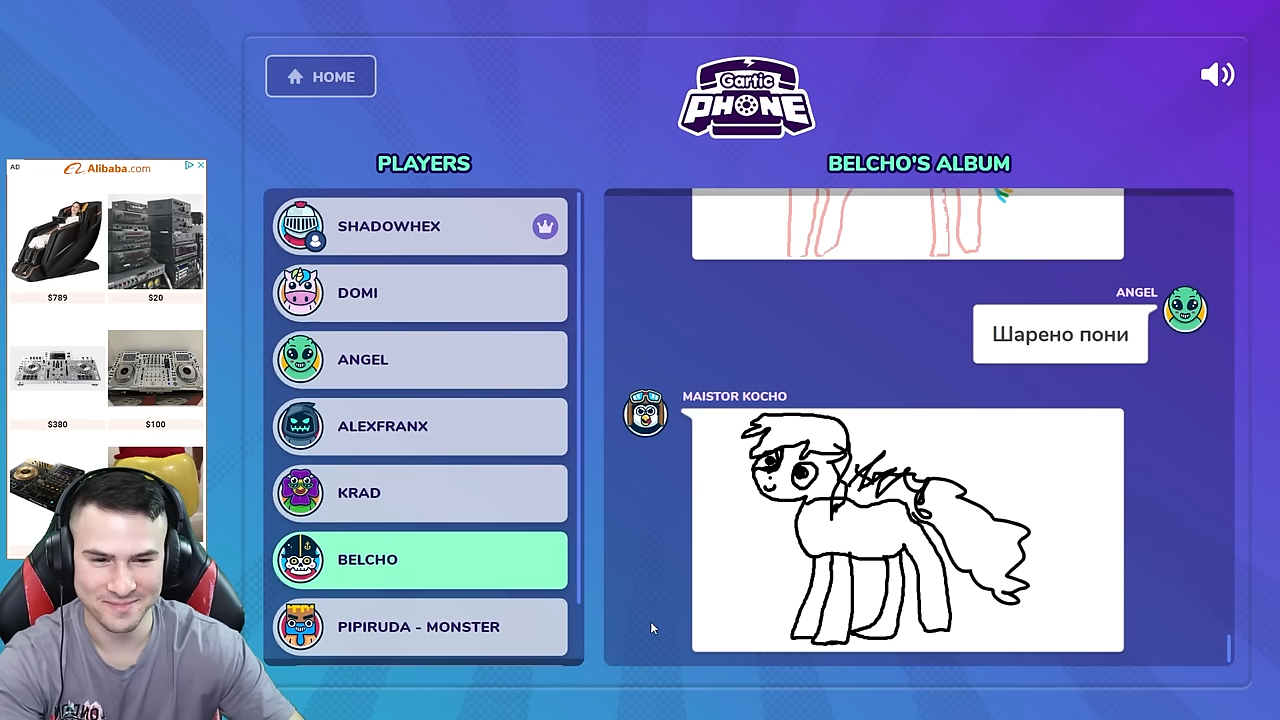 HOME
Gartic
PHONE
PLAYERS
BELCHO'S ALBUM
AD
Alibaba.com
$789
$20
$380
$100
SHADOWHEX
DOMI
ANGEL
ALEXFRANX
KRAD
BELCHO
PIPIRUDA - MONSTER
ANGEL
Шарено пони
MAISTOR KOCHO